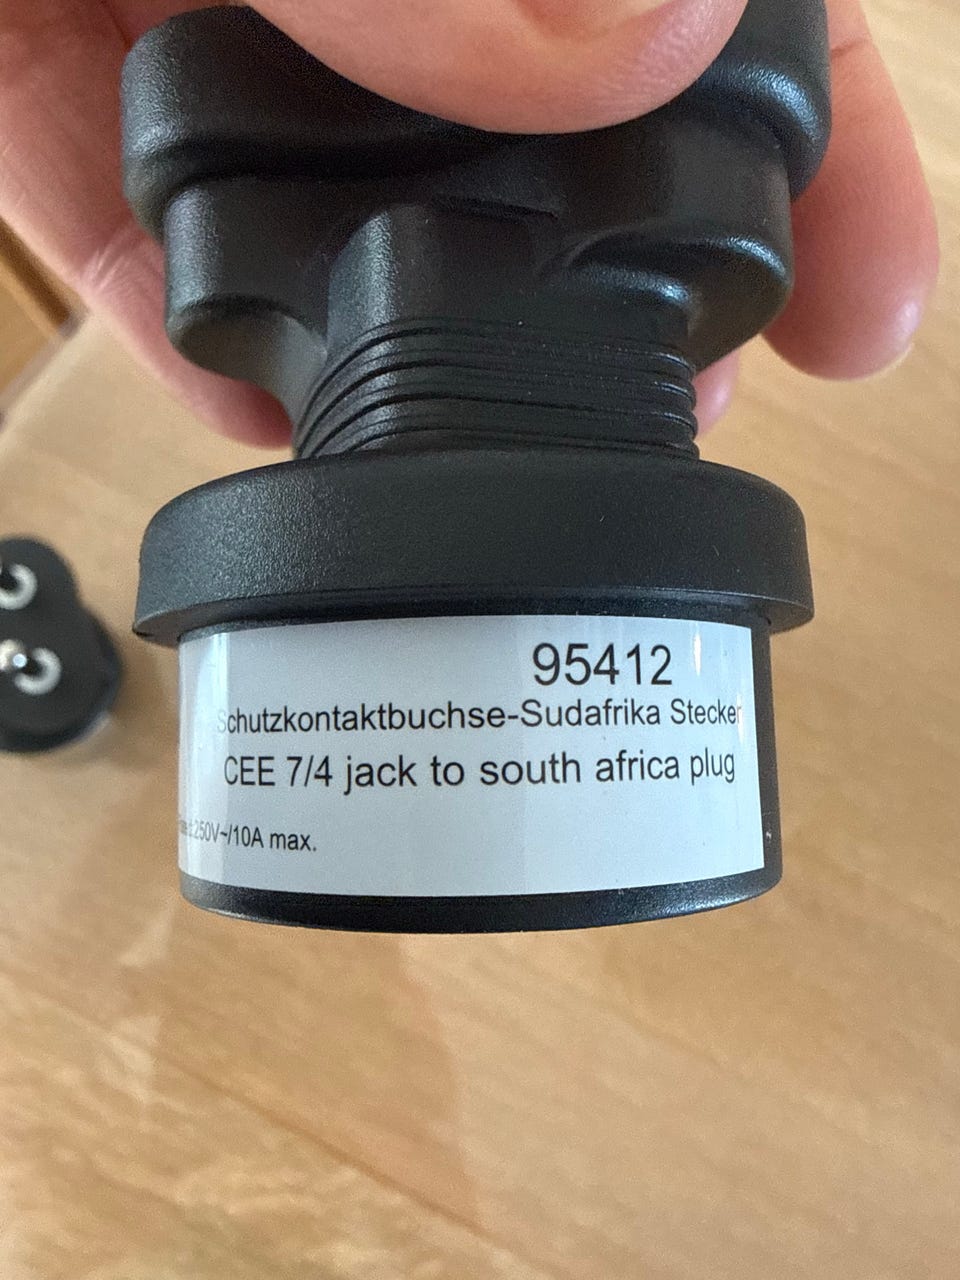 95412
Schutzkontaktbuchse-Sudafrika Stecker
CEE 7/4 jack to south africa plug
250V~/10A max.